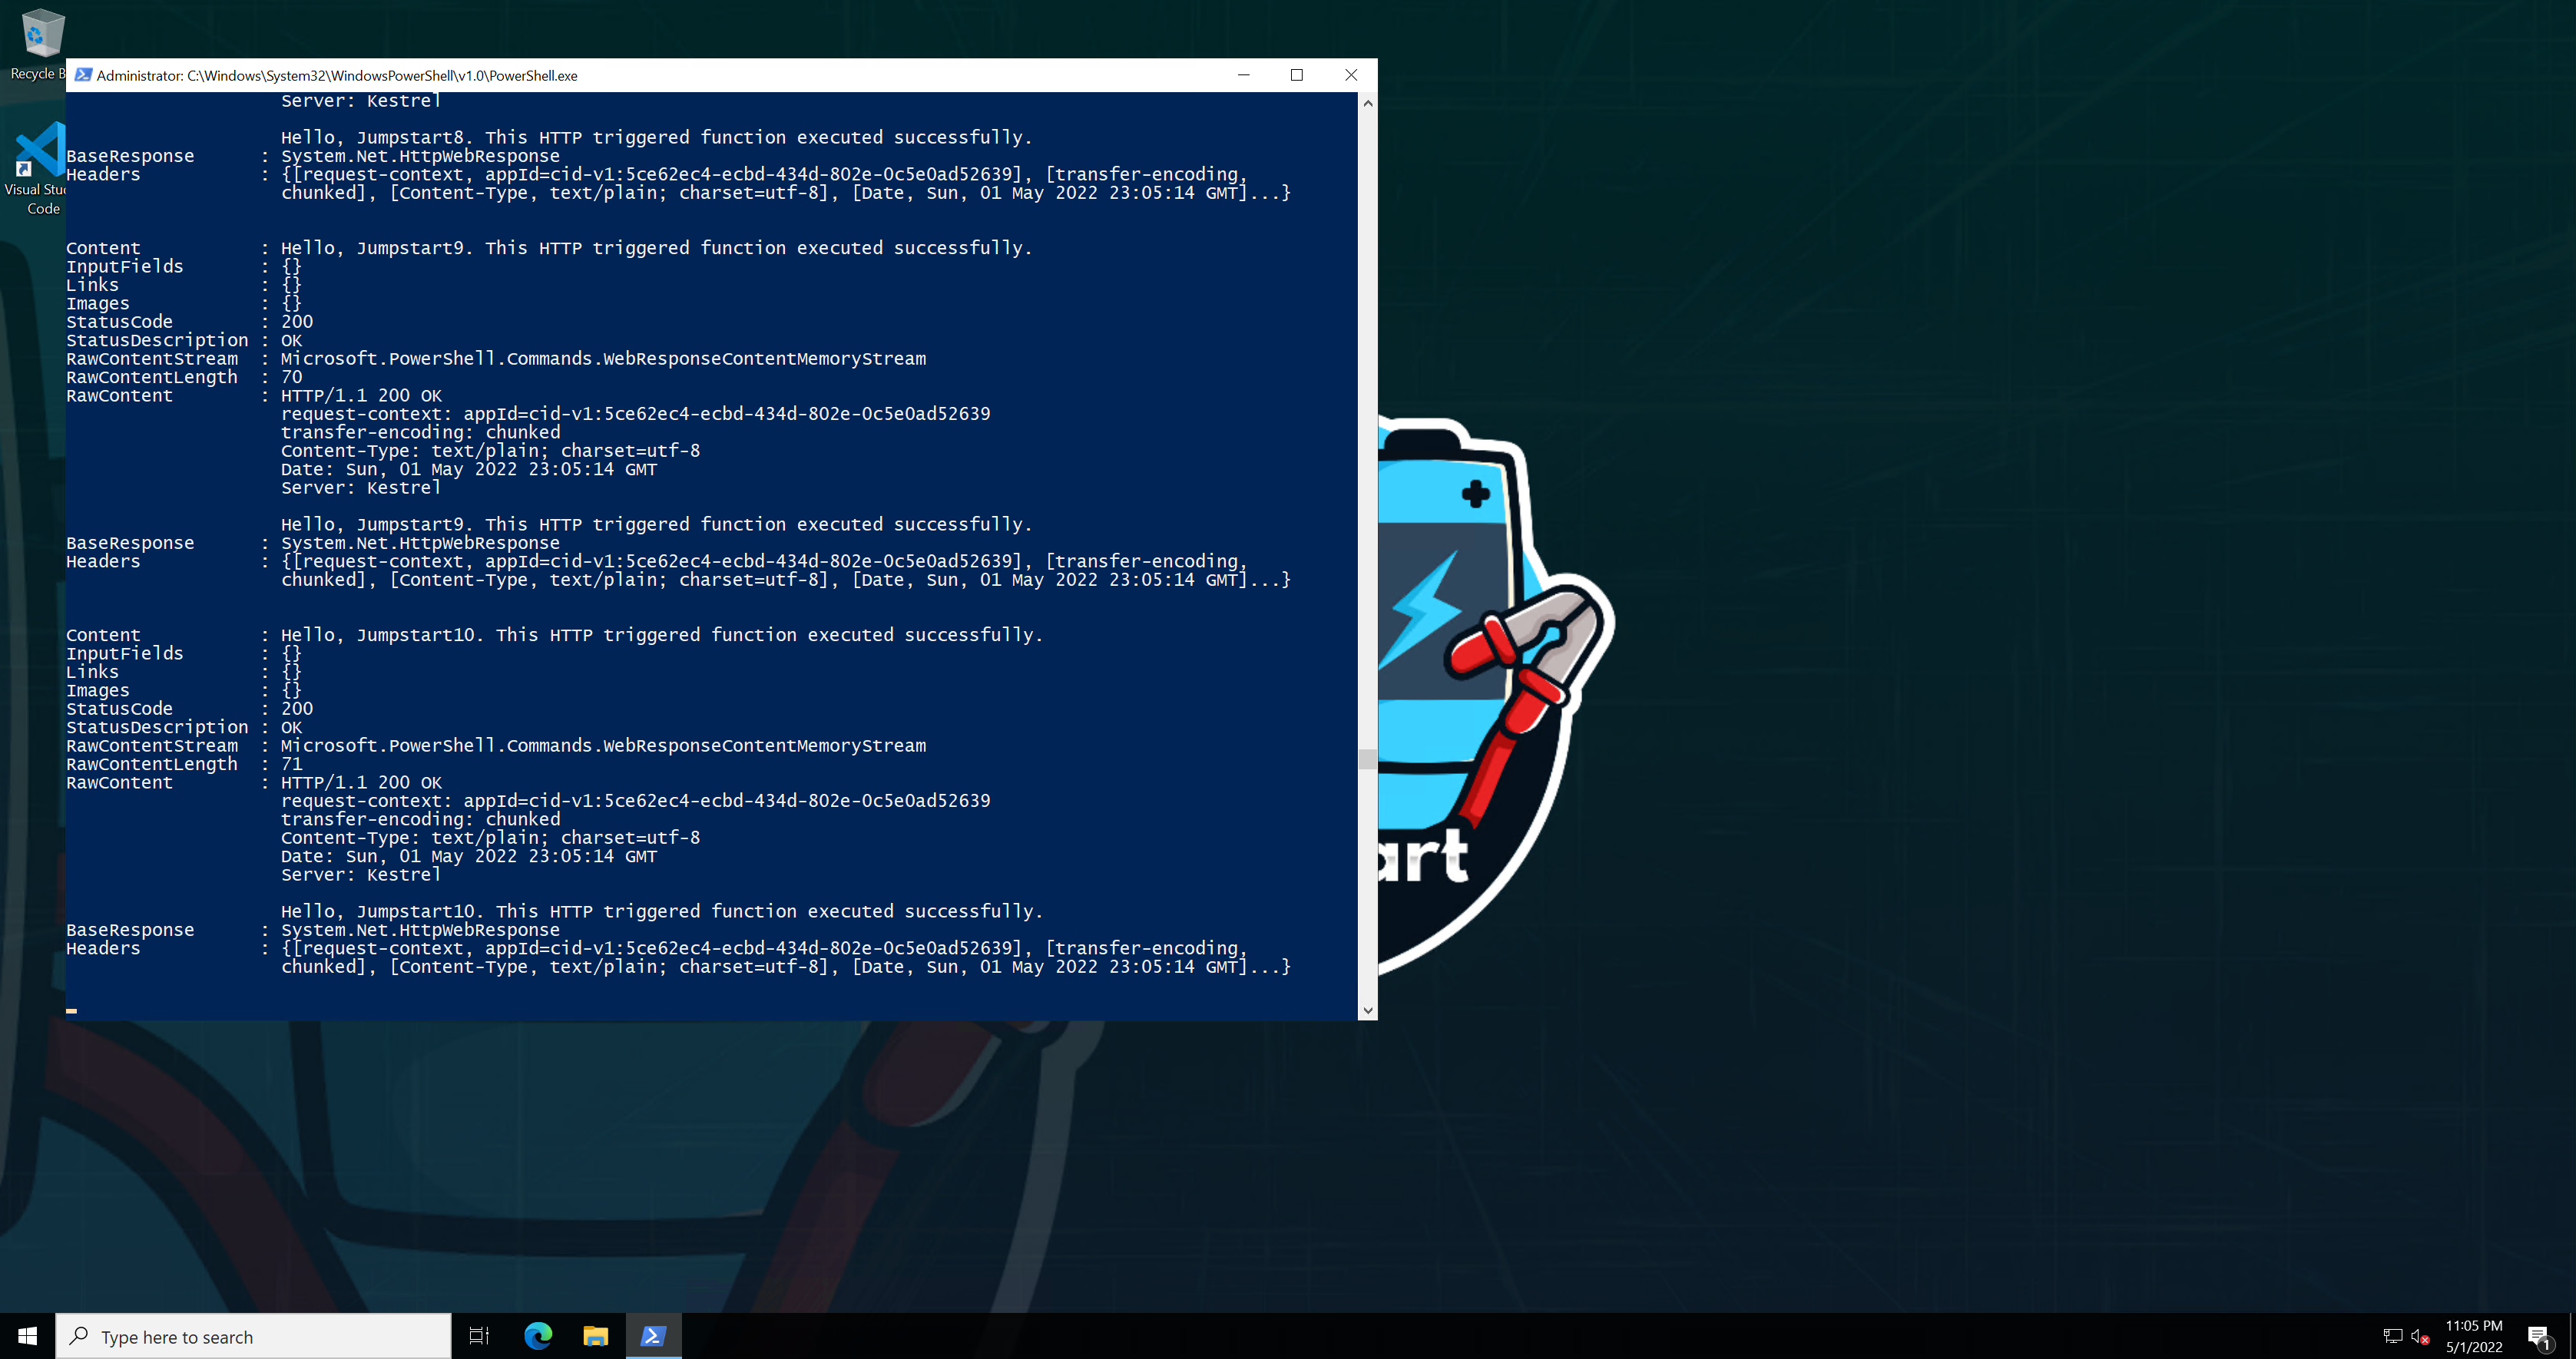 Recycle B
Visual Stu
Code
Administrator: C:\Windows\System32\WindowsPowerShell\v1.0\PowerShell.exe
Server: Kestrel
Hello, Jumpstart8. This HTTP triggered function executed successfully.
BaseResponse : System.Net.HttpWebResponse
Headers : {[request-context, appId=cid-v1:5ce62ec4-ecbd-434d-802e-0c5e0ad52639], [transfer-encoding,
chunked], [Content-Type, text/plain; charset=utf-8], [Date, Sun, 01 May 2022 23:05:14 GMT]...}
Content : Hello, Jumpstart9. This HTTP triggered function executed successfully.
InputFields : {}
Links : {}
Images : {}
StatusCode : 200
StatusDescription : OK
RawContentStream : Microsoft.PowerShell.Commands.WebResponseContentMemoryStream
RawContentLength : 70
RawContent : HTTP/1.1 200 OK
request-context: appId=cid-v1:5ce62ec4-ecbd-434d-802e-0c5e0ad52639
transfer-encoding: chunked
Content-Type: text/plain; charset=utf-8
Date: Sun, 01 May 2022 23:05:14 GMT
Server: Kestrel
Hello, Jumpstart9. This HTTP triggered function executed successfully.
BaseResponse : System.Net.HttpWebResponse
Headers : {[request-context, appId=cid-v1:5ce62ec4-ecbd-434d-802e-0c5e0ad52639], [transfer-encoding,
chunked], [Content-Type, text/plain; charset=utf-8], [Date, Sun, 01 May 2022 23:05:14 GMT]...}
Content : Hello, Jumpstart10. This HTTP triggered function executed successfully.
InputFields : {}
Links : {}
Images : {}
StatusCode : 200
StatusDescription : OK
RawContentStream : Microsoft.PowerShell.Commands.WebResponseContentMemoryStream
RawContentLength : 71
RawContent : HTTP/1.1 200 OK
request-context: appId=cid-v1:5ce62ec4-ecbd-434d-802e-0c5e0ad52639
transfer-encoding: chunked
Content-Type: text/plain; charset=utf-8
Date: Sun, 01 May 2022 23:05:14 GMT
Server: Kestrel
Hello, Jumpstart10. This HTTP triggered function executed successfully.
BaseResponse : System.Net.HttpWebResponse
Headers : {[request-context, appId=cid-v1:5ce62ec4-ecbd-434d-802e-0c5e0ad52639], [transfer-encoding,
chunked], [Content-Type, text/plain; charset=utf-8], [Date, Sun, 01 May 2022 23:05:14 GMT]...}
art
Type here to search
11:05 PM
5/1/2022
1